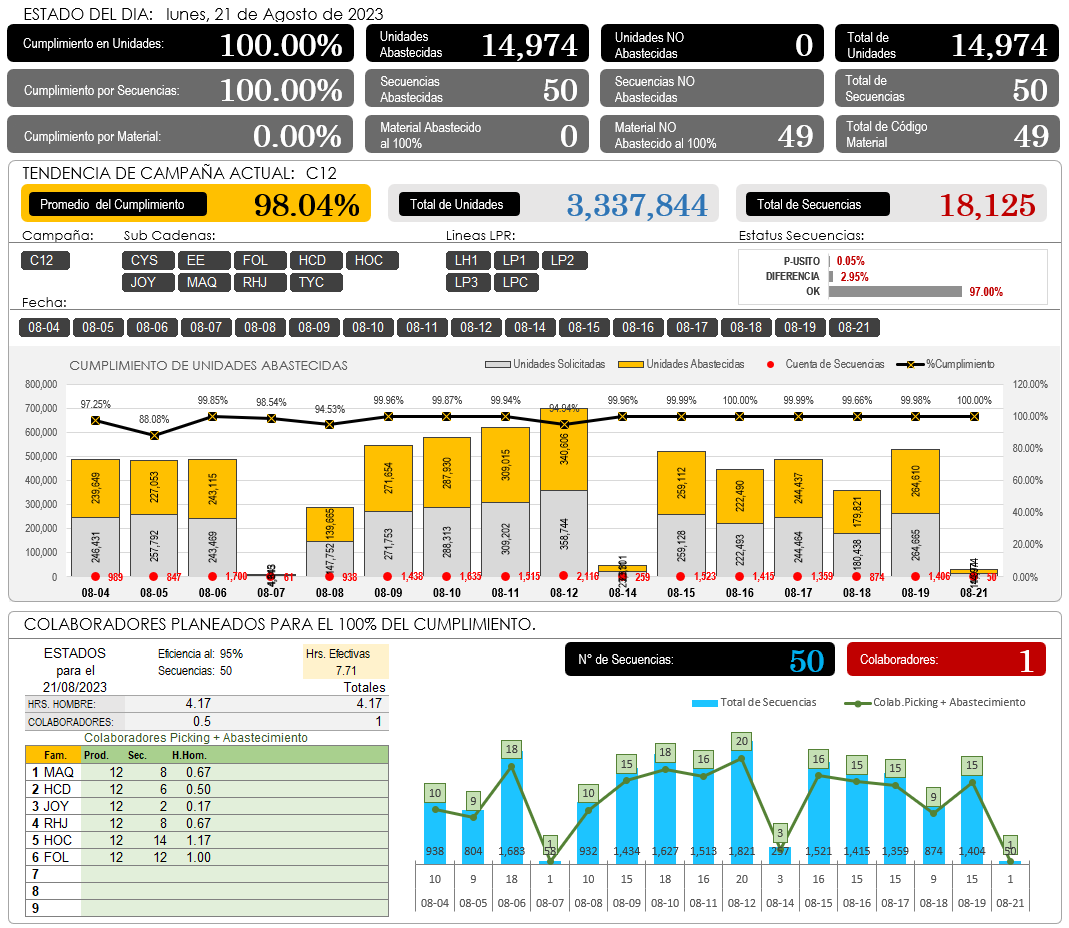 ESTADO DEL DIA: lunes, 21 de Agosto de 2023
Cumplimiento en Unidades: 100.00%
Unidades Abastecidas 14,974
Unidades NO Abastecidas 0
Total de Unidades 14,974
Cumplimiento por Secuencias: 100.00%
Secuencias Abastecidas 50
Secuencias NO Abastecidas 0
Total de Secuencias 50
Cumplimiento por Material: 0.00%
Material Abastecido al 100% 0
Material NO Abastecido al 100% 49
Total de Código Material 49
TENDENCIA DE CAMPAÑA ACTUAL: C12
Promedio del Cumplimiento 98.04%
Total de Unidades 3,337,844
Total de Secuencias 18,125
Campaña:
C12
Sub Cadenas:
CYS EE FOL HCD HOC
JOY MAQ RHJ TYC
Lineas LPR:
LH1 LP1 LP2
LP3 LPC
Estatus Secuencias:
P-USITO 0.05%
DIFERENCIA 2.95%
OK 97.00%
Fecha:
08-04 08-05 08-06 08-07 08-08 08-09 08-10 08-11 08-12 08-14 08-15 08-16 08-17 08-18 08-19 08-21
CUMPLIMIENTO DE UNIDADES ABASTECIDAS
Unidades Solicitadas Unidades Abastecidas Cuenta de Secuencias %Cumplimiento
800,000
700,000
600,000
500,000
400,000
300,000
200,000
100,000
0
120.00%
100.00%
80.00%
60.00%
40.00%
20.00%
0.00%
97.25% 88.08% 99.85% 98.54% 94.53% 99.96% 99.87% 99.94% 94.94% 99.96% 99.99% 100.00% 99.99% 99.66% 99.98% 100.00%
239,649 227,053 243,115 139,665 271,654 287,930 309,015 340,606 259,112 222,490 244,437 179,821 264,610
246,431 257,792 243,469 147,752 271,753 288,313 309,202 358,744 259,128 222,493 244,464 180,438 264,665
989 847 1,700 61 938 1,438 1,635 1,515 2,116 259 1,523 1,415 1,359 874 1,406 50
08-04 08-05 08-06 08-07 08-08 08-09 08-10 08-11 08-12 08-14 08-15 08-16 08-17 08-18 08-19 08-21
COLABORADORES PLANEADOS PARA EL 100% DEL CUMPLIMIENTO.
ESTADOS
para el
21/08/2023
Eficiencia al: 95%
Secuencias: 50
Hrs. Efectivas
7.71
Totales
HRS. HOMBRE: 4.17 4.17
COLABORADORES: 0.5 1
Colaboradores Picking + Abastecimiento
Fam. Prod. Sec. H.Hom.
1 MAQ 12 8 0.67
2 HCD 12 6 0.50
3 JOY 12 2 0.17
4 RHJ 12 8 0.67
5 HOC 12 14 1.17
6 FOL 12 12 1.00
7
8
9
N° de Secuencias: 50
Colaboradores: 1
Total de Secuencias Colab.Picking + Abastecimiento
10 9 18 1 10 15 18 16 20 3 16 15 15 9 15 1
938 804 1,683 58 932 1,434 1,627 1,513 1,821 257 1,521 1,415 1,359 874 1,404 50
10 9 18 1 10 15 18 16 20 3 16 15 15 9 15 1
08-04 08-05 08-06 08-07 08-08 08-09 08-10 08-11 08-12 08-14 08-15 08-16 08-17 08-18 08-19 08-21